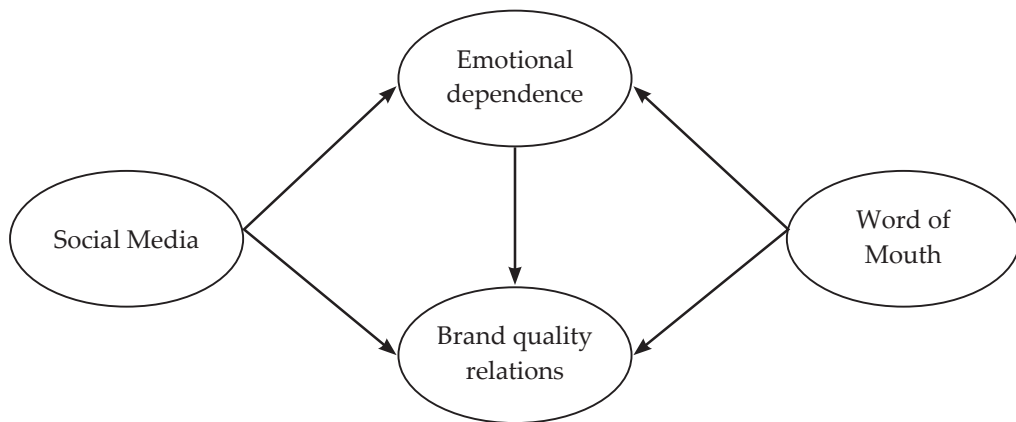 Emotional
dependence
Social Media
Word of
Mouth
Brand quality
relations